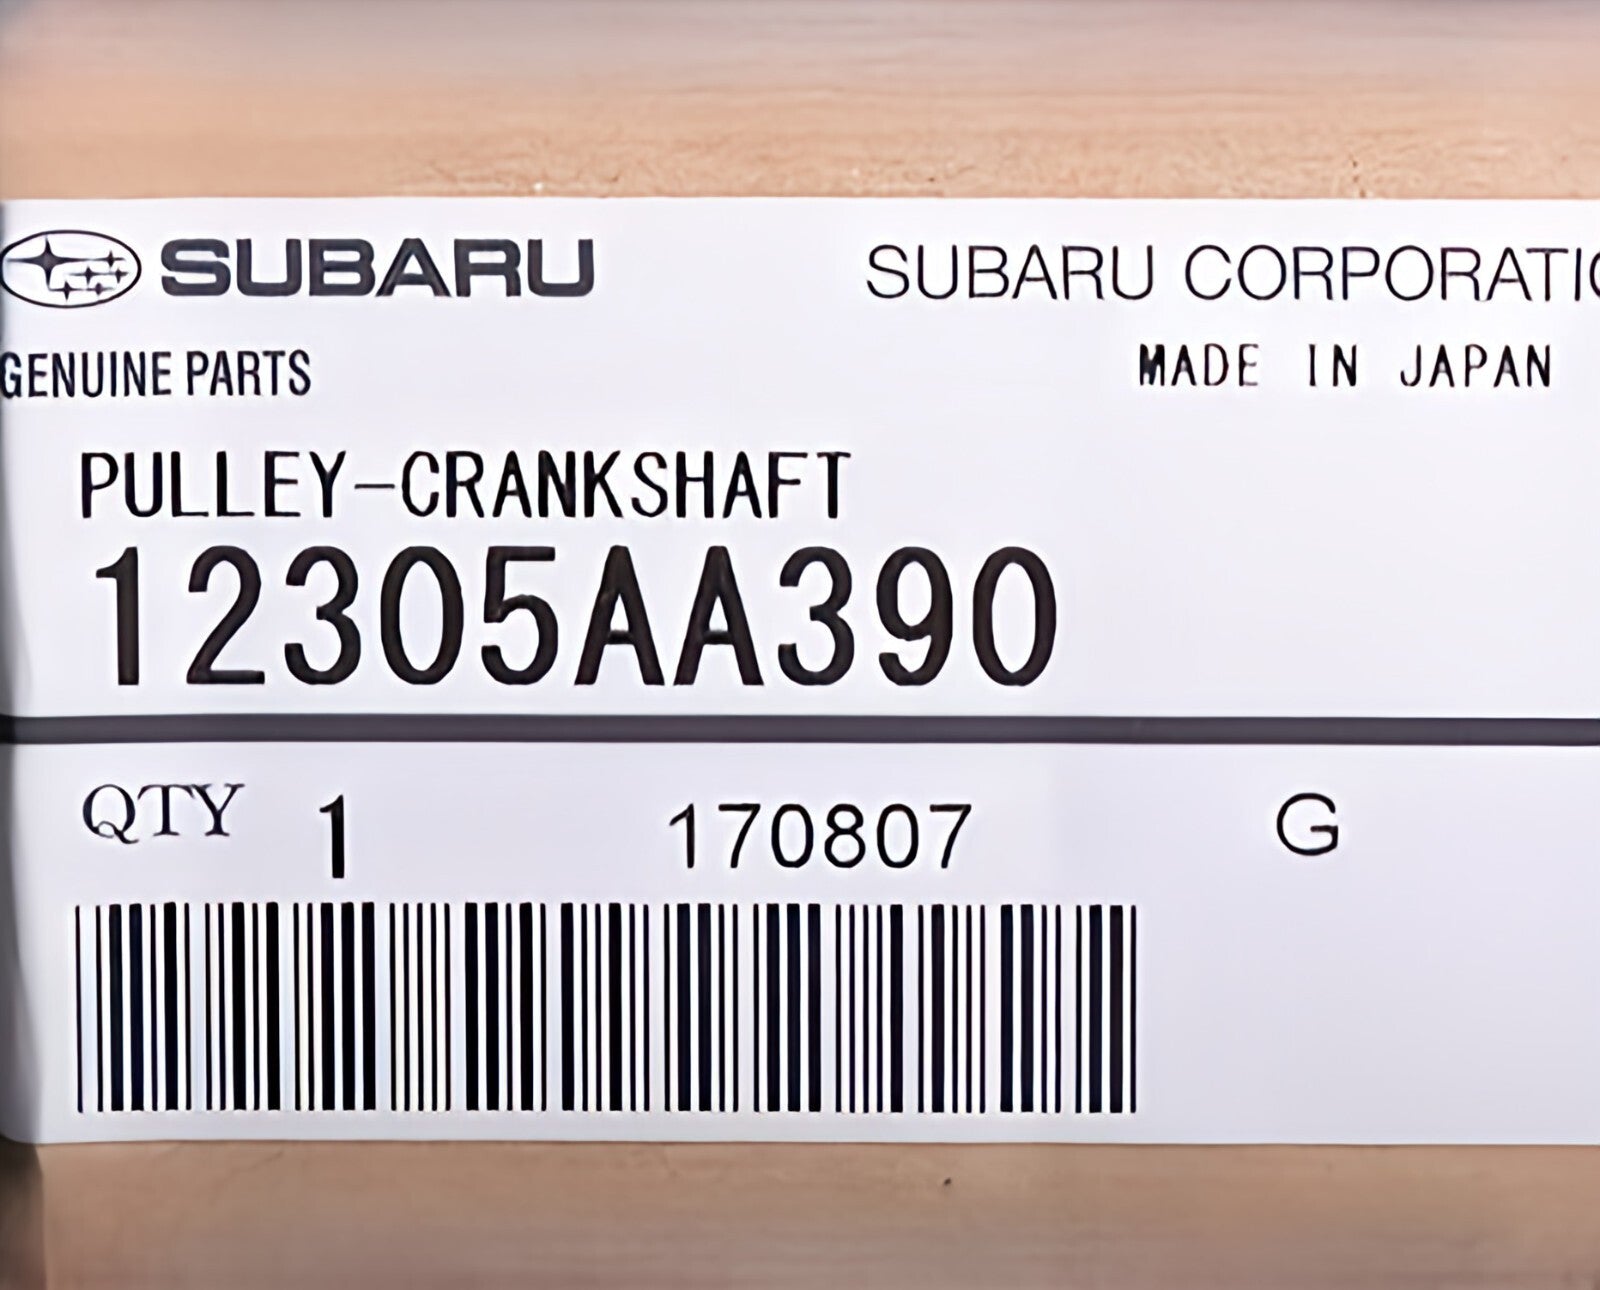 SUBARU
SUBARU CORPORATIO
GENUINE PARTS
MADE IN JAPAN
PULLEY-CRANKSHAFT
12305AA390
QTY 1 170807 G